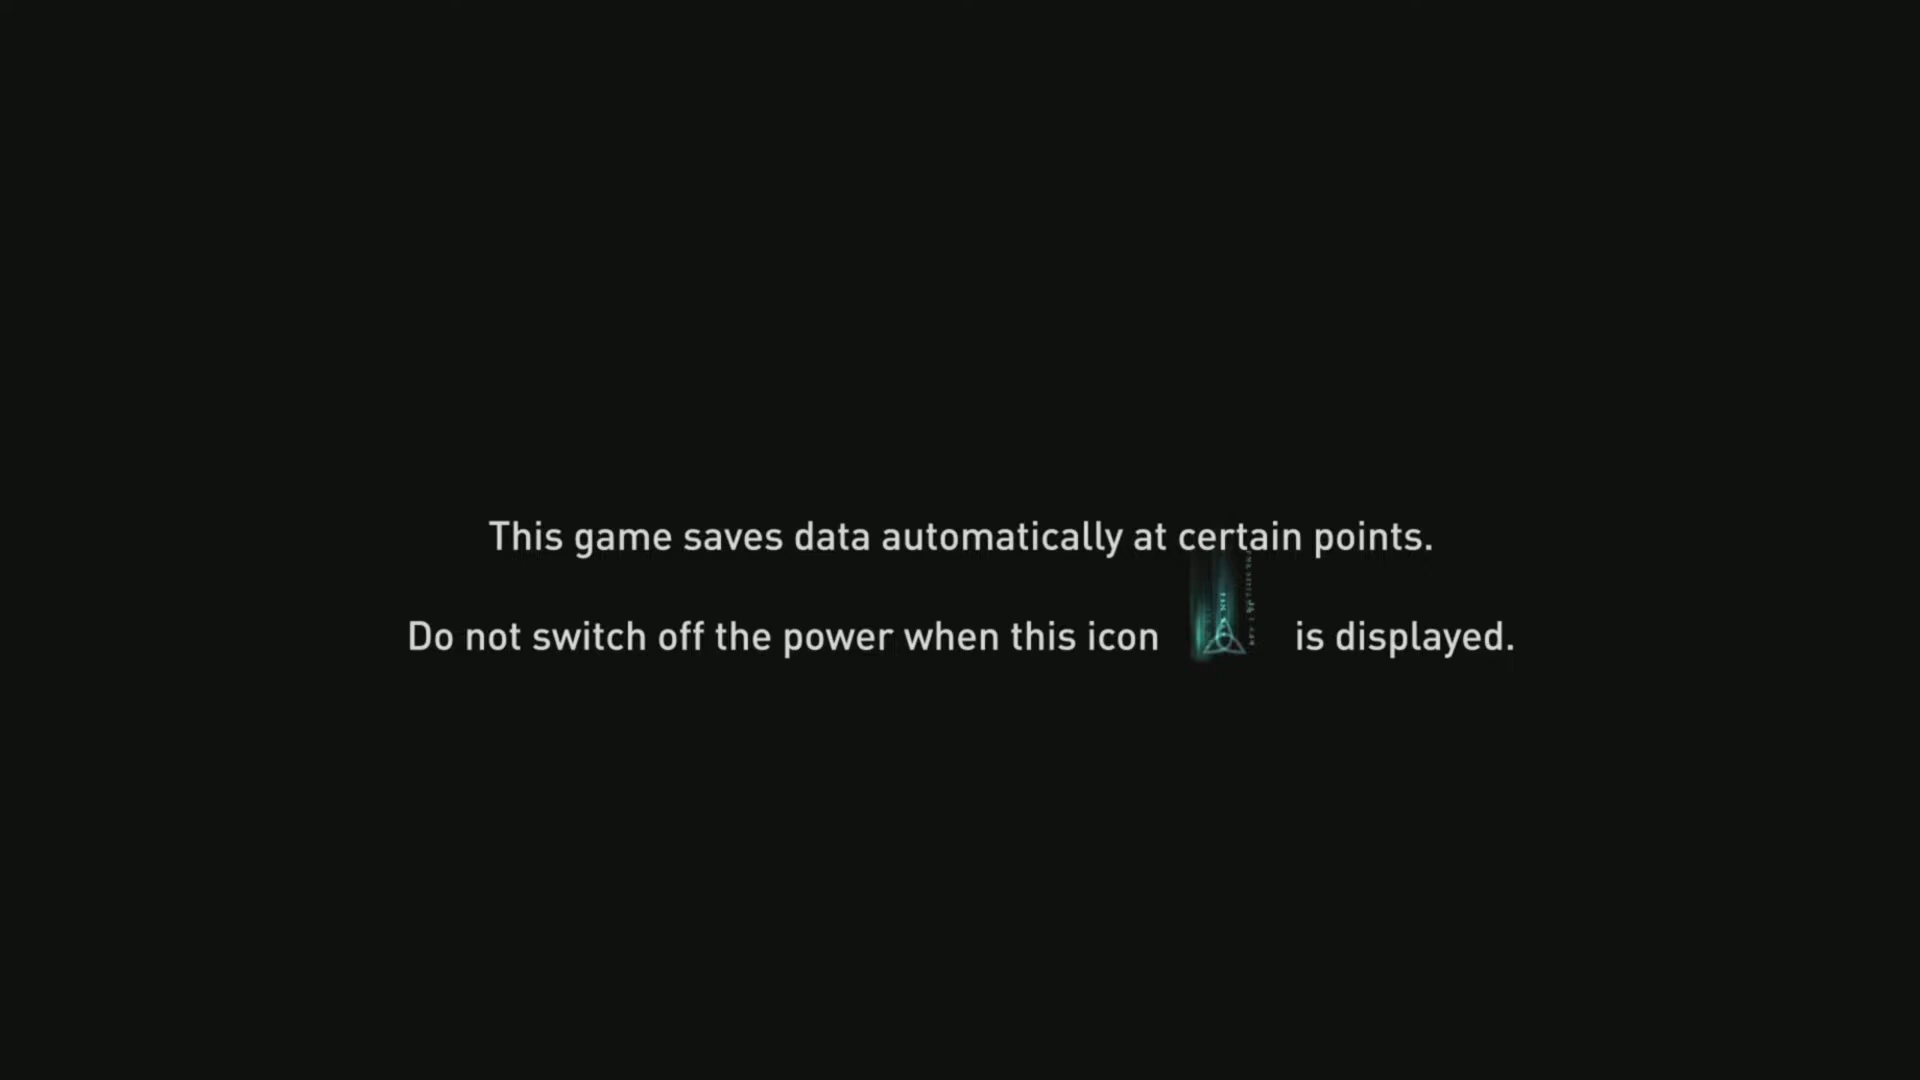 This game saves data automatically at certain points.
Do not switch off the power when this icon is displayed.